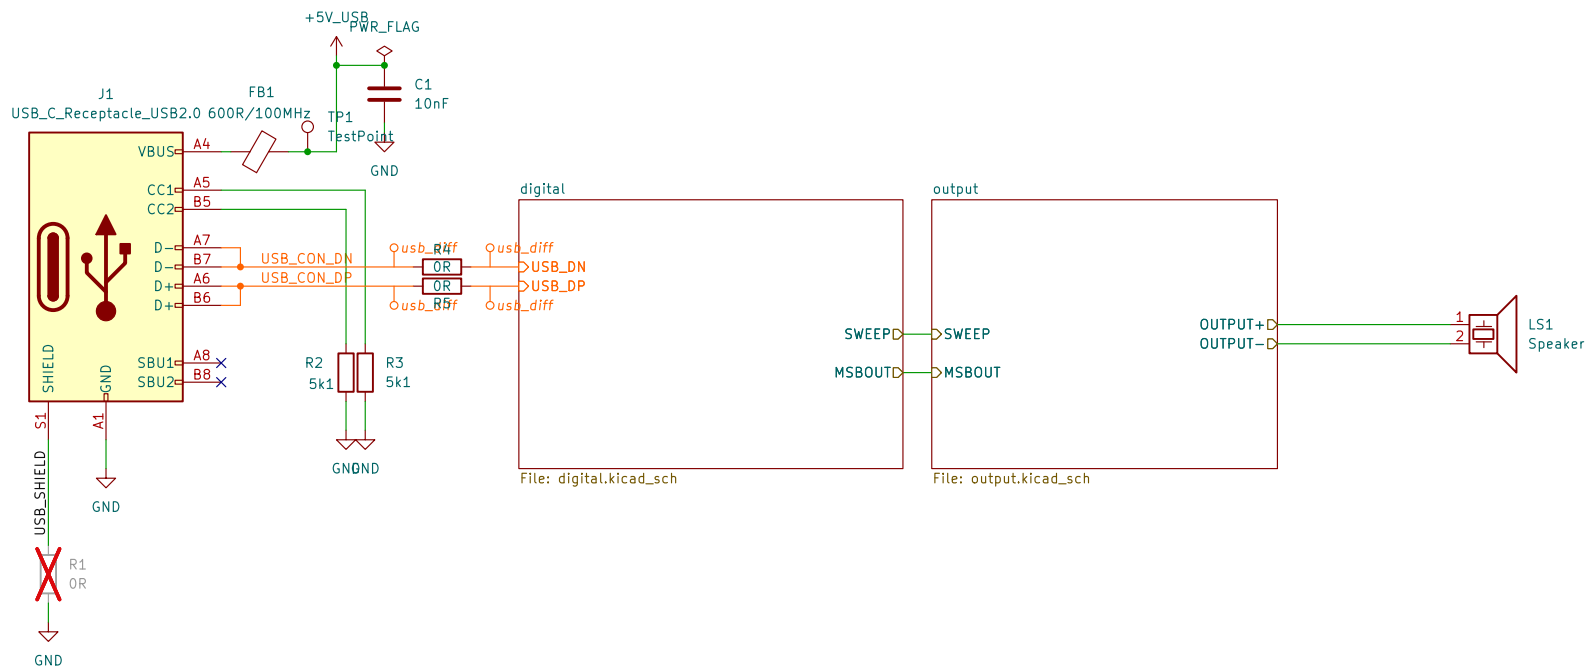 +5V_USB
PWR_FLAG
C1
10nF
GND
J1
USB_C_Receptacle_USB2.0
FB1
600R/100MHz
TP1
TestPoint
VBUS
A4
CC1
A5
CC2
B5
D-
A7
D-
B7
D+
A6
D+
B6
SBU1
A8
SBU2
B8
SHIELD
GND
S1
A1
USB_SHIELD
GND
R1
0R
GND
USB_CON_DN
USB_CON_DP
usb_diff
usb_diff
R4
0R
0R
R5
usb_diff
usb_diff
R2
5k1
R3
5k1
GND
GND
digital
USB_DN
USB_DP
SWEEP
MSBOUT
File: digital.kicad_sch
output
SWEEP
MSBOUT
OUTPUT+
OUTPUT-
File: output.kicad_sch
1
2
LS1
Speaker